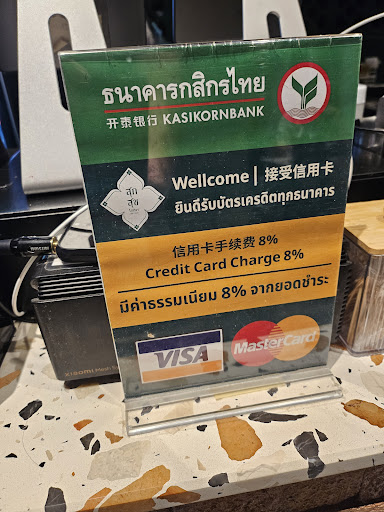 ธนาคารกสิกรไทย
开泰银行 KASIKORNBANK
สุก
สุข
Wellcome | 接受信用卡
ยินดีรับบัตรเครดิตทุกธนาคาร
信用卡手续费 8%
Credit Card Charge 8%
มีค่าธรรมเนียม 8% จากยอดชำระ
VISA
MasterCard